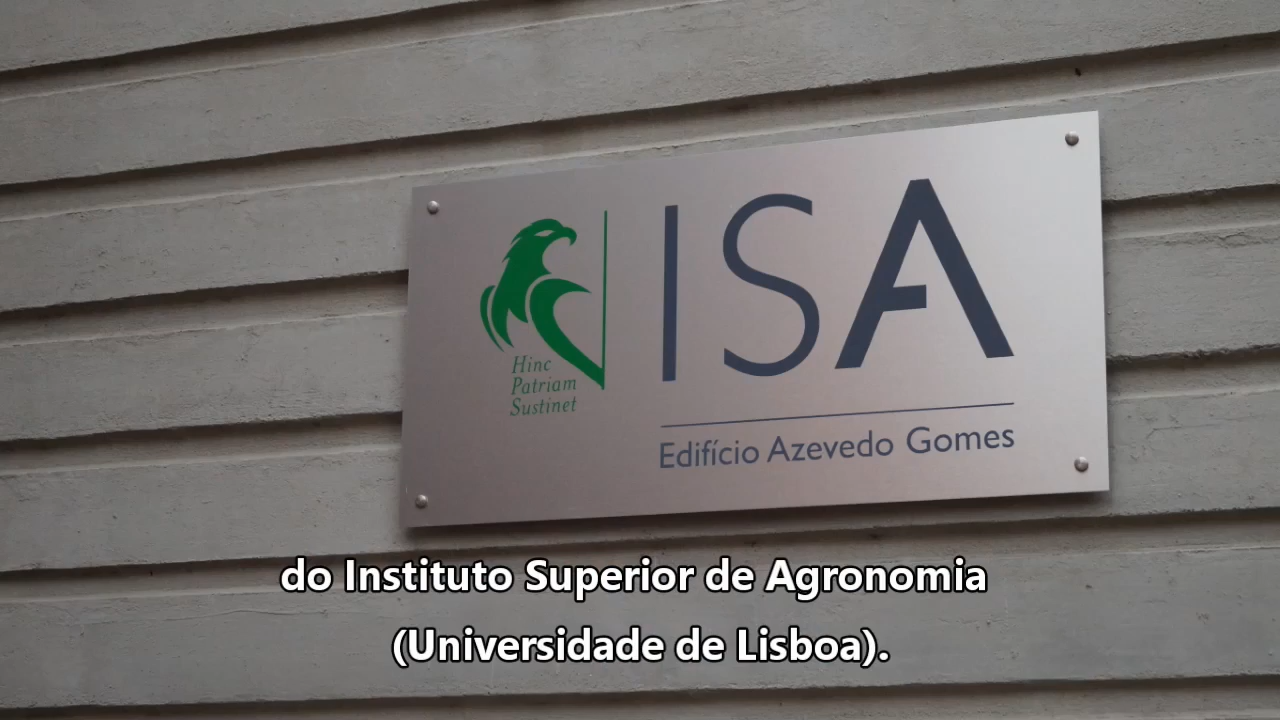 ISA
Hinc
Patriam
Sustinet
Edifício Azevedo Gomes
do Instituto Superior de Agronomia
(Universidade de Lisboa).